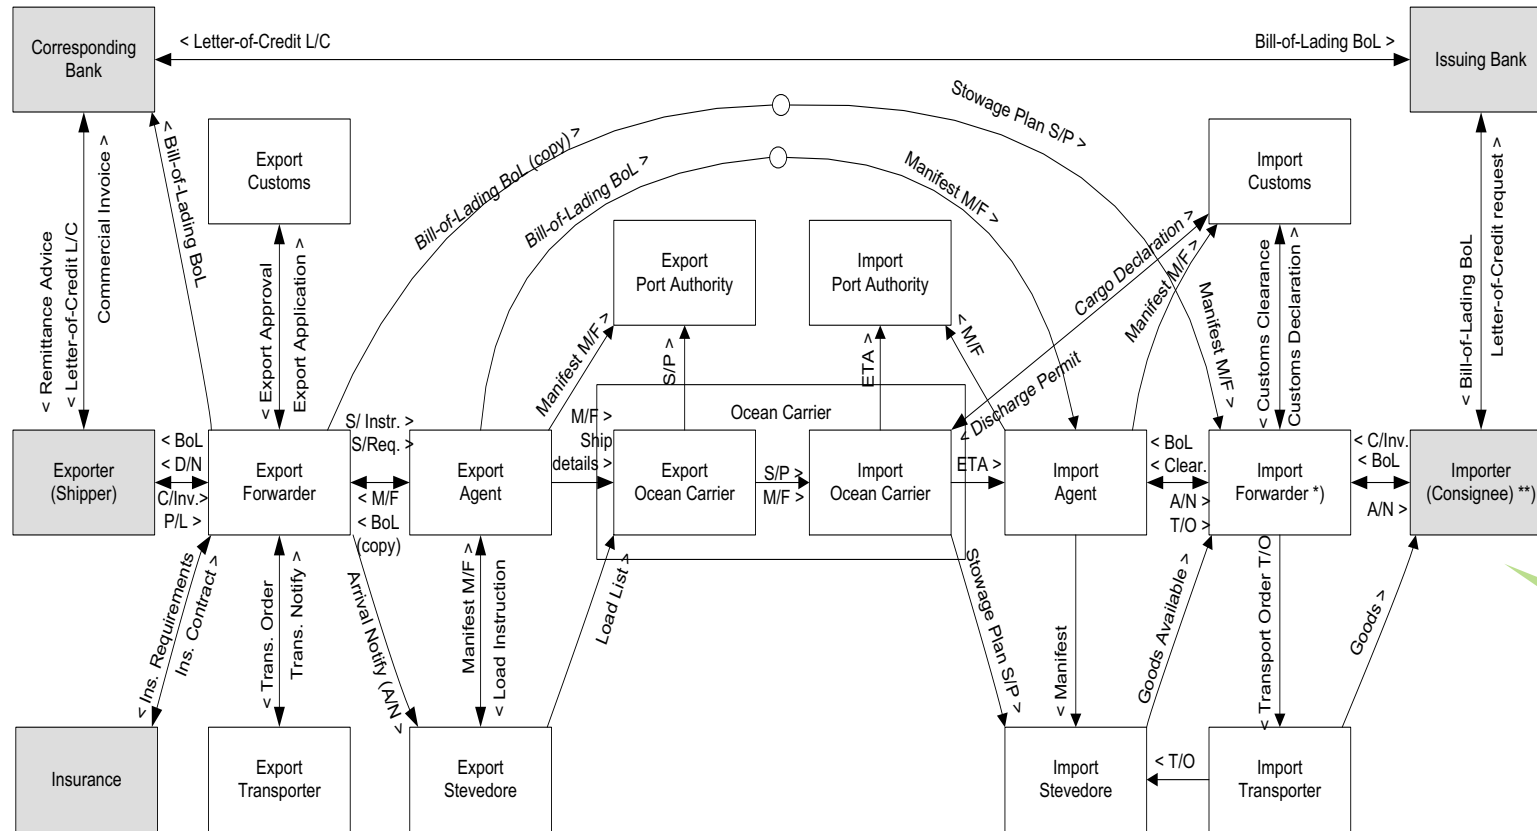 Corresponding
Bank
< Letter-of-Credit L/C
Bill-of-Lading BoL >
Issuing Bank
< Remittance Advice
< Letter-of-Credit L/C
Commercial Invoice >
< Bill-of-Lading BoL
Export
Customs
< Export Approval
Export Application >
Bill-of-Lading BoL (copy) >
Bill-of-Lading BoL >
Stowage Plan S/P >
Manifest M/F >
Import
Customs
Export
Port Authority
Import
Port Authority
Cargo Declaration >
< Discharge Permit
Manifest M/F >
Manifest M/F >
< Customs Clearance
Customs Declaration >
< Bill-of-Lading BoL
Letter-of-Credit request>
Manifest M/F >
S/P >
ETA >
< M/F
Ocean Carrier
Exporter
(Shipper)
< BoL
< D/N
C/Inv.>
P/L >
Export
Forwarder
S/ Instr. >
S/Req. >
< M/F
< BoL
(copy)
Export
Agent
M/F >
Ship
details >
Export
Ocean Carrier
S/P >
M/F >
Import
Ocean Carrier
ETA >
Import
Agent
< BoL
< Clear.
A/N >
T/O >
Import
Forwarder *)
< C/Inv.
< BoL
A/N >
Importer
(Consignee) **)
< Ins. Requirements
Ins. Contract >
< Trans. Order
Trans. Notify >
Arrival Notify (A/N >
Manifest M/F >
< Load Instruction
Load List >
Stowage Plan S/P >
< Manifest
Goods Available >
< Transport Order T/O
Goods >
Insurance
Export
Transporter
Export
Stevedore
Import
Stevedore
< T/O
Import
Transporter